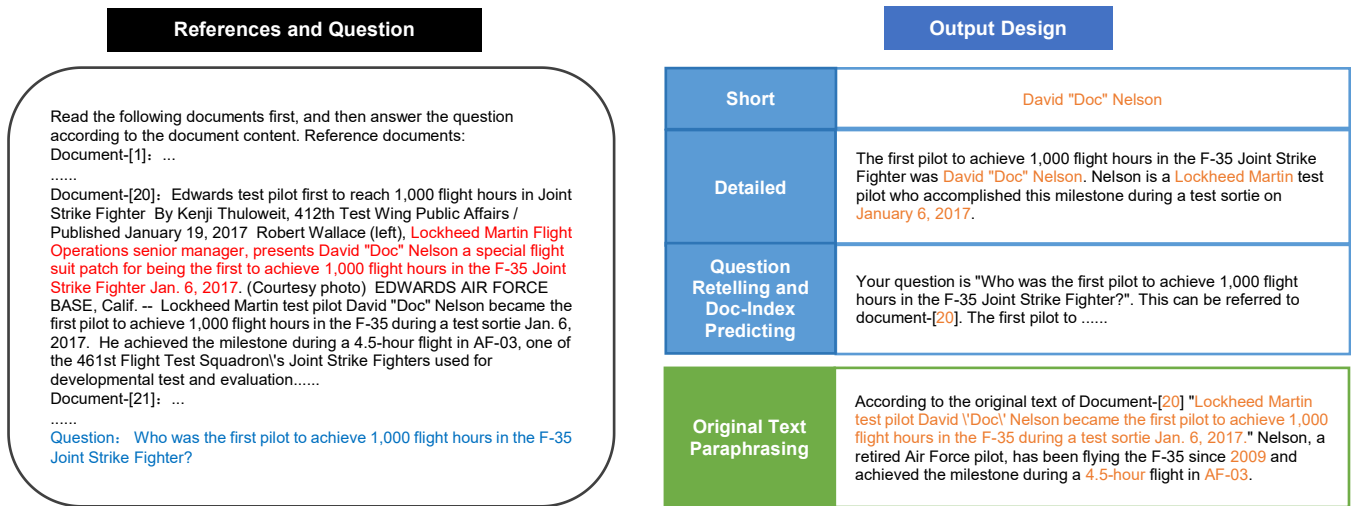 References and Question
Read the following documents first, and then answer the question
according to the document content. Reference documents:
Document-[1]： ...
......
Document-[20]： Edwards test pilot first to reach 1,000 flight hours in Joint
Strike Fighter  By Kenji Thuloweit, 412th Test Wing Public Affairs /
Published January 19, 2017  Robert Wallace (left), Lockheed Martin Flight
Operations senior manager, presents David "Doc" Nelson a special flight
suit patch for being the first to achieve 1,000 flight hours in the F-35 Joint
Strike Fighter Jan. 6, 2017. (Courtesy photo)  EDWARDS AIR FORCE
BASE, Calif. --  Lockheed Martin test pilot David "Doc" Nelson became the
first pilot to achieve 1,000 flight hours in the F-35 during a test sortie Jan. 6,
2017.  He achieved the milestone during a 4.5-hour flight in AF-03, one of
the 461st Flight Test Squadron\'s Joint Strike Fighters used for
developmental test and evaluation......
Document-[21]： ...
......
Question： Who was the first pilot to achieve 1,000 flight hours in the F-35
Joint Strike Fighter?
Output Design
Short
David "Doc" Nelson
Detailed
The first pilot to achieve 1,000 flight hours in the F-35 Joint Strike
Fighter was David "Doc" Nelson. Nelson is a Lockheed Martin test
pilot who accomplished this milestone during a test sortie on
January 6, 2017.
Question
Retelling and
Doc-Index
Predicting
Your question is "Who was the first pilot to achieve 1,000 flight
hours in the F-35 Joint Strike Fighter?". This can be referred to
document-[20]. The first pilot to ......
Original Text
Paraphrasing
According to the original text of Document-[20] "Lockheed Martin
test pilot David \'Doc\' Nelson became the first pilot to achieve 1,000
flight hours in the F-35 during a test sortie Jan. 6, 2017." Nelson, a
retired Air Force pilot, has been flying the F-35 since 2009 and
achieved the milestone during a 4.5-hour flight in AF-03.